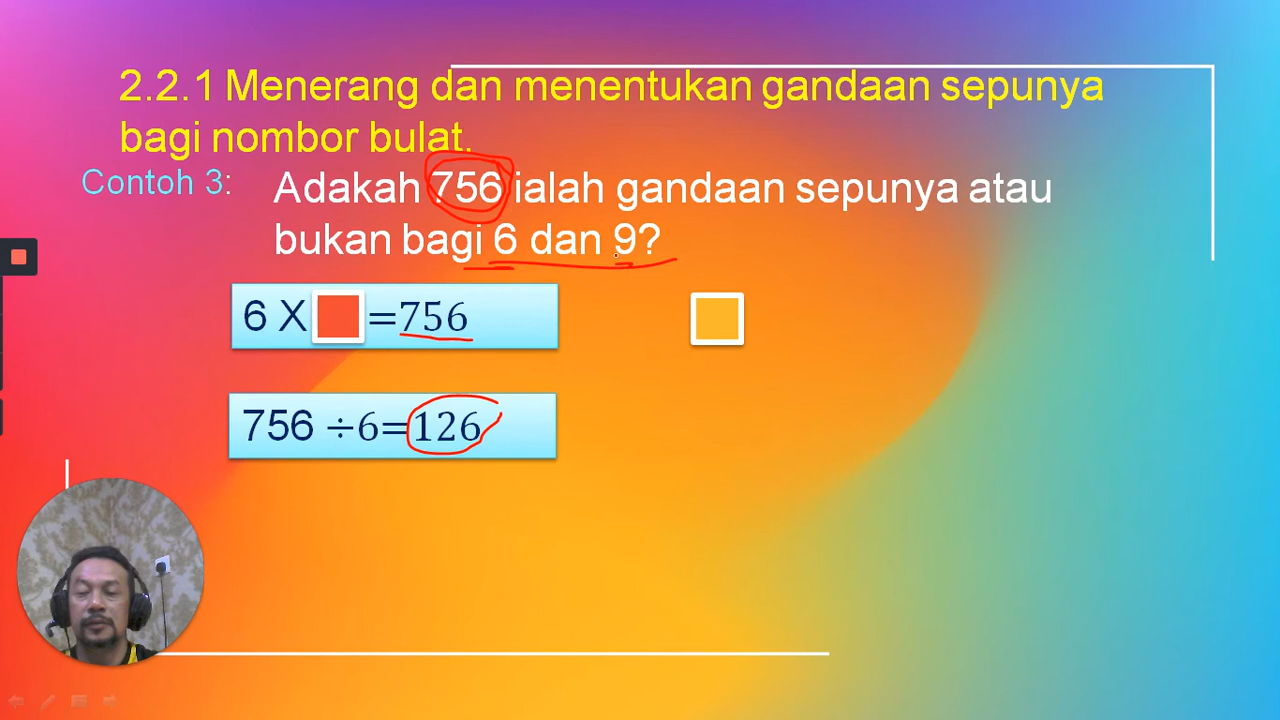 2.2.1 Menerang dan menentukan gandaan sepunya
bagi nombor bulat.
Contoh 3: Adakah 756 ialah gandaan sepunya atau
bukan bagi 6 dan 9?
6 X =756
756 ÷6=126